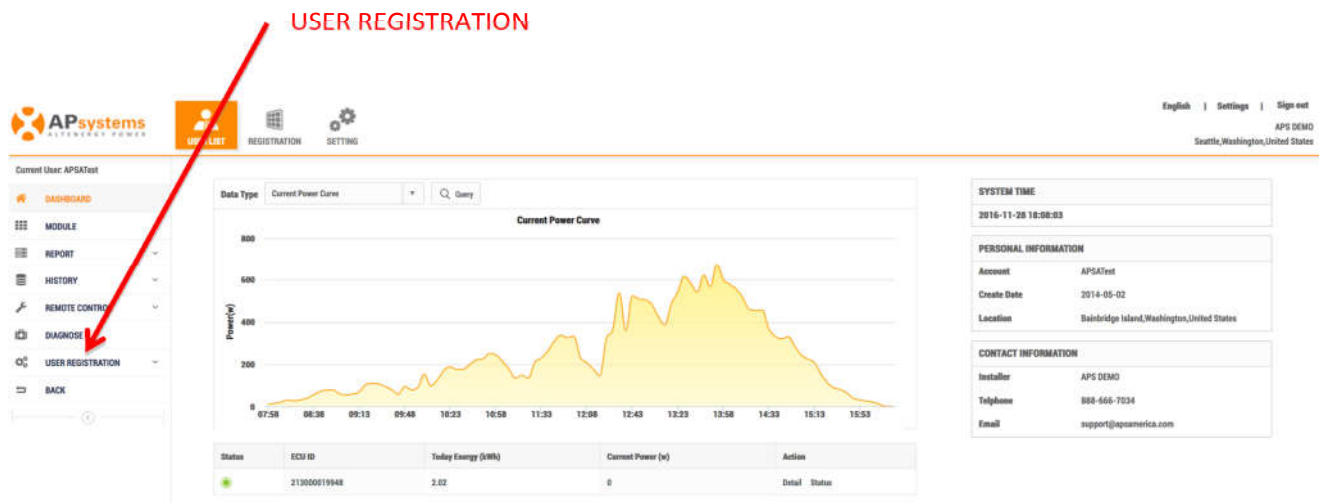 USER REGISTRATION
English | Settings | Sign out
APsystems
ALTENERGY POWER
USER LIST
REGISTRATION
SETTING
APS DEMO
Seattle,Washington,United States
Current User: APSATest
DASHBOARD
MODULE
REPORT
HISTORY
REMOTE CONTROL
DIAGNOSE
USER REGISTRATION
BACK
Data Type Current Power Curve Query
Current Power Curve
Power(w)
800
600
400
200
0
07:58 08:38 09:13 09:48 10:23 10:58 11:33 12:08 12:43 13:23 13:58 14:33 15:13 15:53
Status ECU ID Today Energy (kWh) Current Power (w) Action
213000019948 2.02 0 Detail Status
SYSTEM TIME
2016-11-28 18:08:03
PERSONAL INFORMATION
Account APSATest
Create Date 2014-05-02
Location Bainbridge Island,Washington,United States
CONTACT INFORMATION
Installer APS DEMO
Telphone 888-666-7034
Email support@apsamerica.com